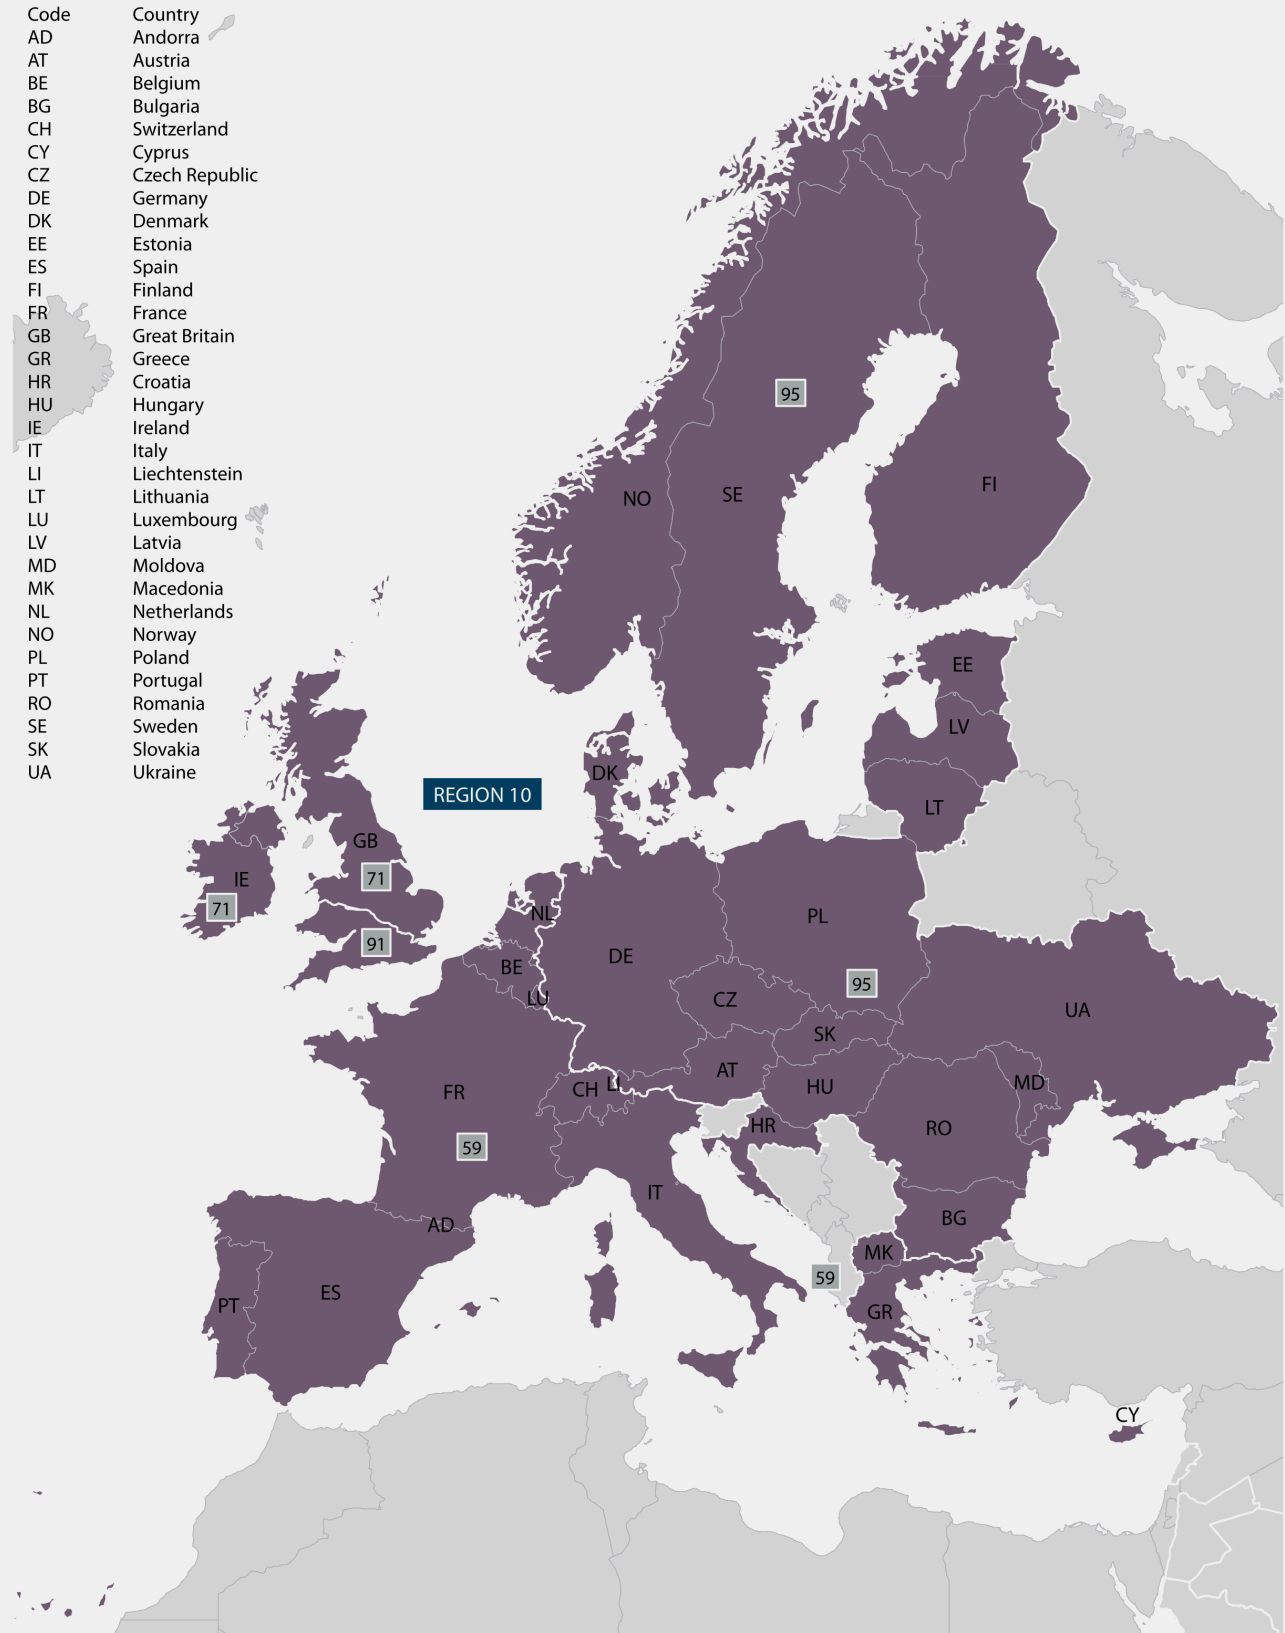 Code Country
AD Andorra
AT Austria
BE Belgium
BG Bulgaria
CH Switzerland
CY Cyprus
CZ Czech Republic
DE Germany
DK Denmark
EE Estonia
ES Spain
FI Finland
FR France
GB Great Britain
GR Greece
HR Croatia
HU Hungary
IE Ireland
IT Italy
LI Liechtenstein
LT Lithuania
LU Luxembourg
LV Latvia
MD Moldova
MK Macedonia
NL Netherlands
NO Norway
PL Poland
PT Portugal
RO Romania
SE Sweden
SK Slovakia
UA Ukraine
95
NO
SE
FI
EE
LV
DK
REGION 10
LT
GB
IE
71
71
NL
PL
91
DE
BE
95
LU
CZ
UA
SK
AT
FR
CH
LI
HU
MD
HR
RO
59
IT
AD
BG
MK
59
ES
PT
GR
CY